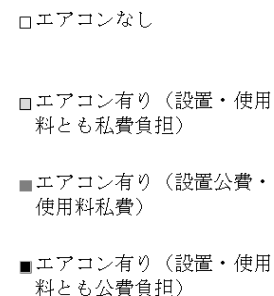 エアコンなし
エアコン有り（設置・使用
料とも私費負担）
エアコン有り（設置公費・
使用料私費）
エアコン有り（設置・使用
料とも公費負担）